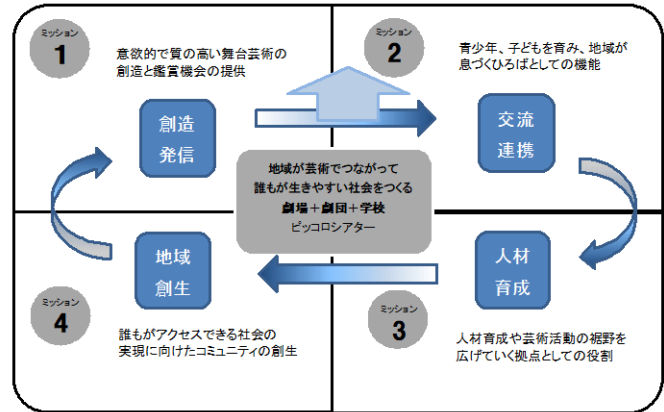 ミッション
1
意欲的で質の高い舞台芸術の
創造と鑑賞機会の提供
創造
発信
ミッション
2
青少年、子どもを育み、地域が
息づくひろばとしての機能
交流
連携
地域が芸術でつながって
誰もが生きやすい社会をつくる
劇場＋劇団＋学校
ピッコロシアター
人材
育成
ミッション
3
人材育成や芸術活動の裾野を
広げていく拠点としての役割
地域
創生
ミッション
4
誰もがアクセスできる社会の
実現に向けたコミュニティの創生